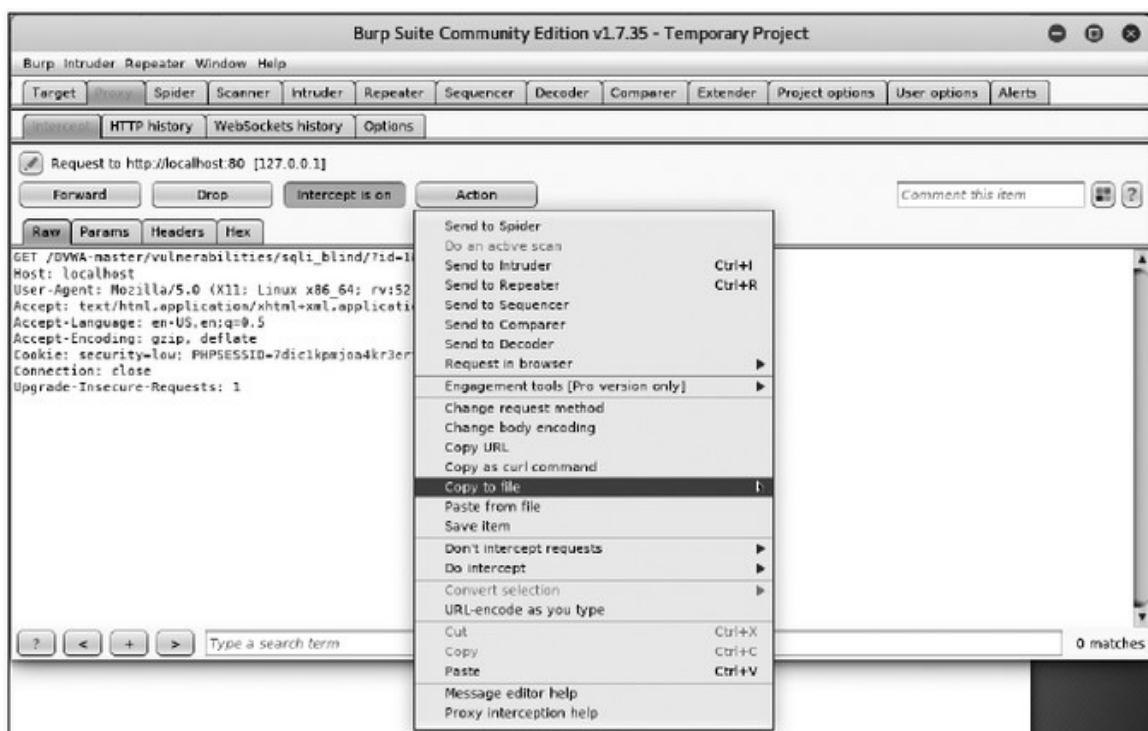 Burp Suite Community Edition v1.7.35 - Temporary Project
Burp Intruder Repeater Window Help
Target Proxy Spider Scanner Intruder Repeater Sequencer Decoder Comparer Extender Project options User options Alerts
Intercept HTTP history WebSockets history Options
Request to http://localhost:80 [127.0.0.1]
Forward Drop Intercept is on Action Comment this item ?
Raw Params Headers Hex
GET /DVWA-master/vulnerabilities/sqli_blind/?id=1
Host: localhost
User-Agent: Mozilla/5.0 (X11; Linux x86_64; rv:52
Accept: text/html,application/xhtml+xml,applicati
Accept-Language: en-US,en;q=0.5
Accept-Encoding: gzip, deflate
Cookie: security=low; PHPSESSID=7dic1kpmjoa4kr3er
Connection: close
Upgrade-Insecure-Requests: 1
Send to Spider
Do an active scan
Send to Intruder Ctrl+I
Send to Repeater Ctrl+R
Send to Sequencer
Send to Comparer
Send to Decoder
Request in browser
Engagement tools [Pro version only]
Change request method
Change body encoding
Copy URL
Copy as curl command
Copy to file
Paste from file
Save item
Don't intercept requests
Do intercept
Convert selection
URL-encode as you type
Cut Ctrl+X
Copy Ctrl+C
Paste Ctrl+V
Message editor help
Proxy interception help
? < + > Type a search term 0 matches